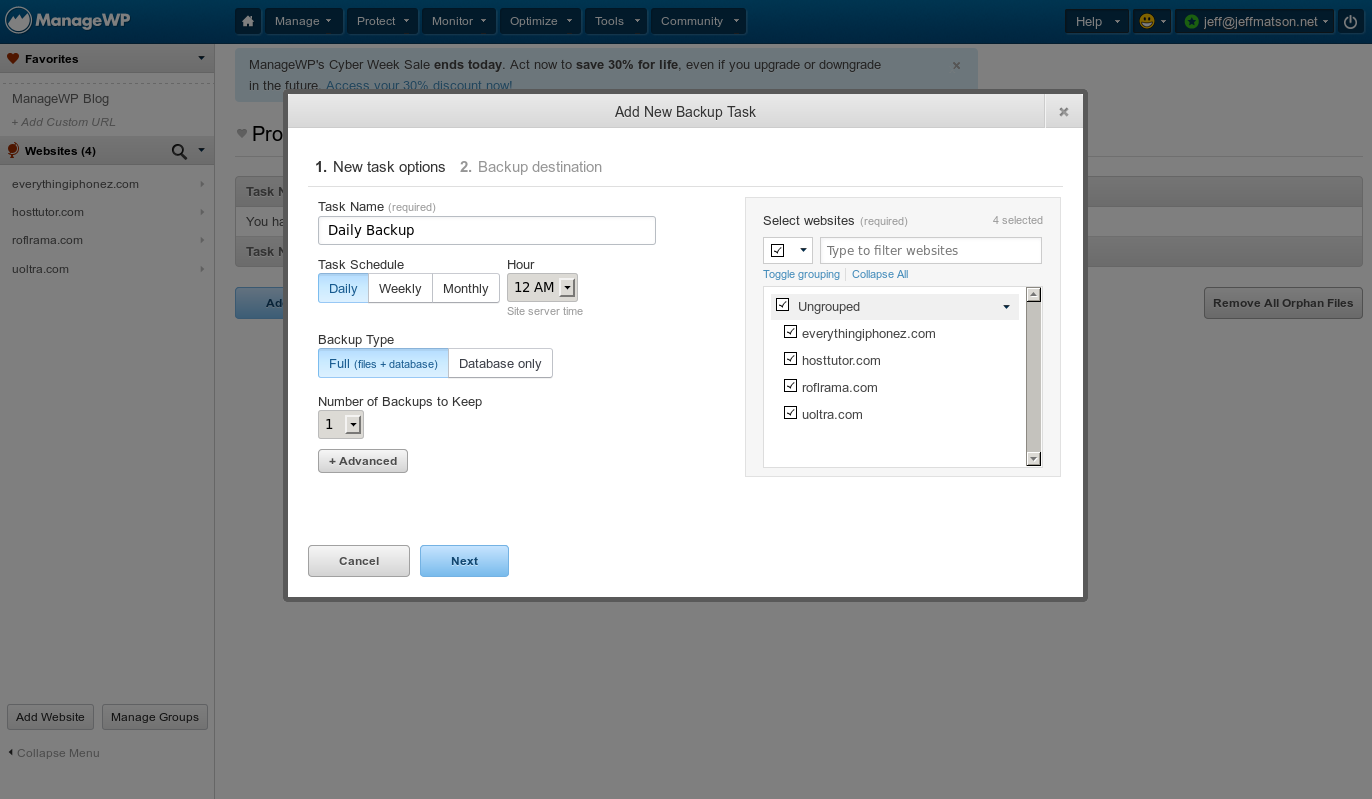 ManageWP
Manage
Protect
Monitor
Optimize
Tools
Community
Help
jeff@jeffmatson.net
Favorites
ManageWP Blog
+ Add Custom URL
Websites (4)
everythingiphonez.com
hosttutor.com
roflrama.com
uoltra.com
Add Website
Manage Groups
Collapse Menu
ManageWP's Cyber Week Sale ends today. Act now to save 30% for life, even if you upgrade or downgrade
in the future. Access your 30% discount now!
Pro
Task N
You ha
Task N
Ad
Remove All Orphan Files
Add New Backup Task
1. New task options 2. Backup destination
Task Name (required)
Daily Backup
Task Schedule
Hour
Daily
Weekly
Monthly
12 AM
Site server time
Backup Type
Full (files + database)
Database only
Number of Backups to Keep
1
+ Advanced
Cancel
Next
Select websites (required)
4 selected
Type to filter websites
Toggle grouping
Collapse All
Ungrouped
everythingiphonez.com
hosttutor.com
roflrama.com
uoltra.com